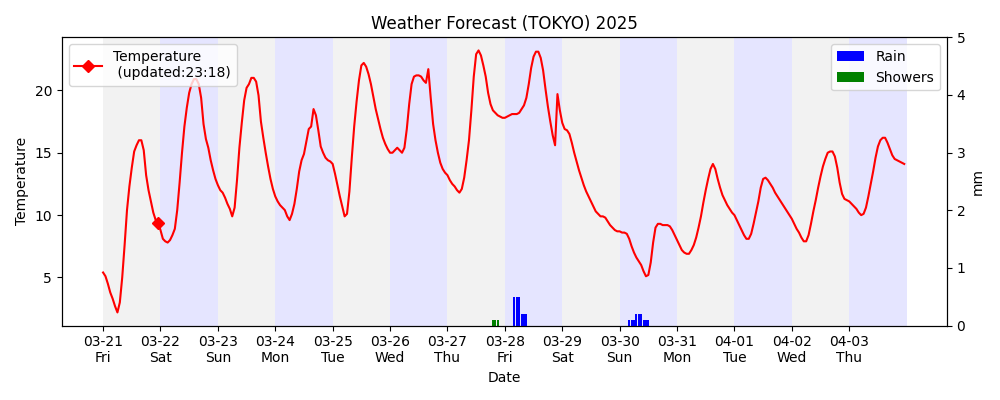 Weather Forecast (TOKYO) 2025
Temperature
(updated:23:18)
Rain
Showers
Temperature
20
15
10
5
5
4
3
2
1
0
mm
03-21 03-22 03-23 03-24 03-25 03-26 03-27 03-28 03-29 03-30 03-31 04-01 04-02 04-03
Fri Sat Sun Mon Tue Wed Thu Fri Sat Sun Mon Tue Wed Thu
Date